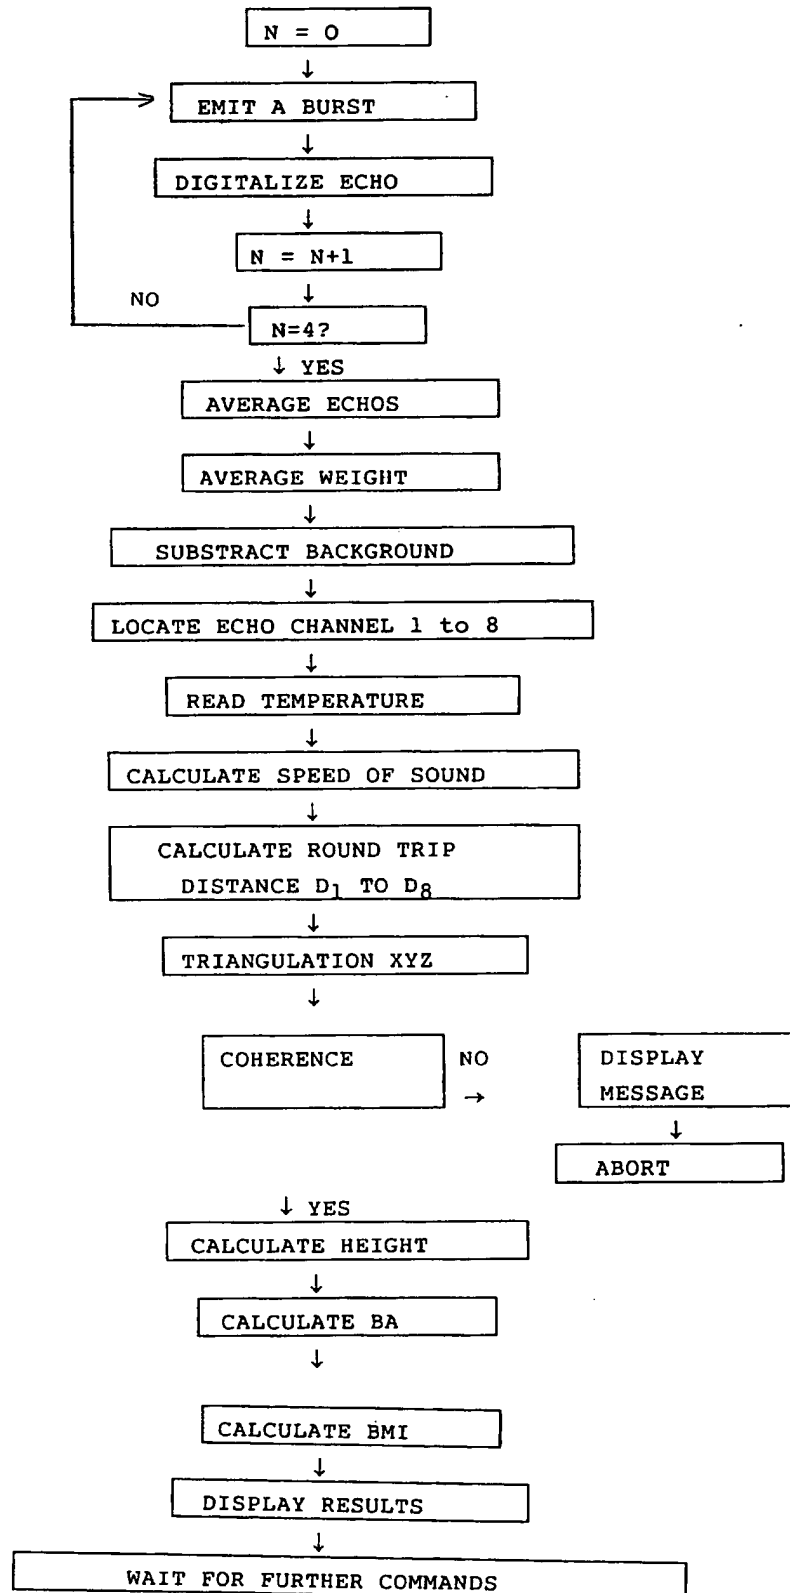 N = 0
↓
EMIT A BURST
↓
DIGITALIZE ECHO
↓
N = N+1
↓
NO
N=4?
↓ YES
AVERAGE ECHOS
↓
AVERAGE WEIGHT
↓
SUBSTRACT BACKGROUND
↓
LOCATE ECHO CHANNEL 1 to 8
↓
READ TEMPERATURE
↓
CALCULATE SPEED OF SOUND
↓
CALCULATE ROUND TRIP
DISTANCE D1 TO D8
↓
TRIANGULATION XYZ
↓
COHERENCE NO DISPLAY
→ MESSAGE
↓
ABORT
↓ YES
CALCULATE HEIGHT
↓
CALCULATE BA
↓
CALCULATE BMI
↓
DISPLAY RESULTS
↓
WAIT FOR FURTHER COMMANDS